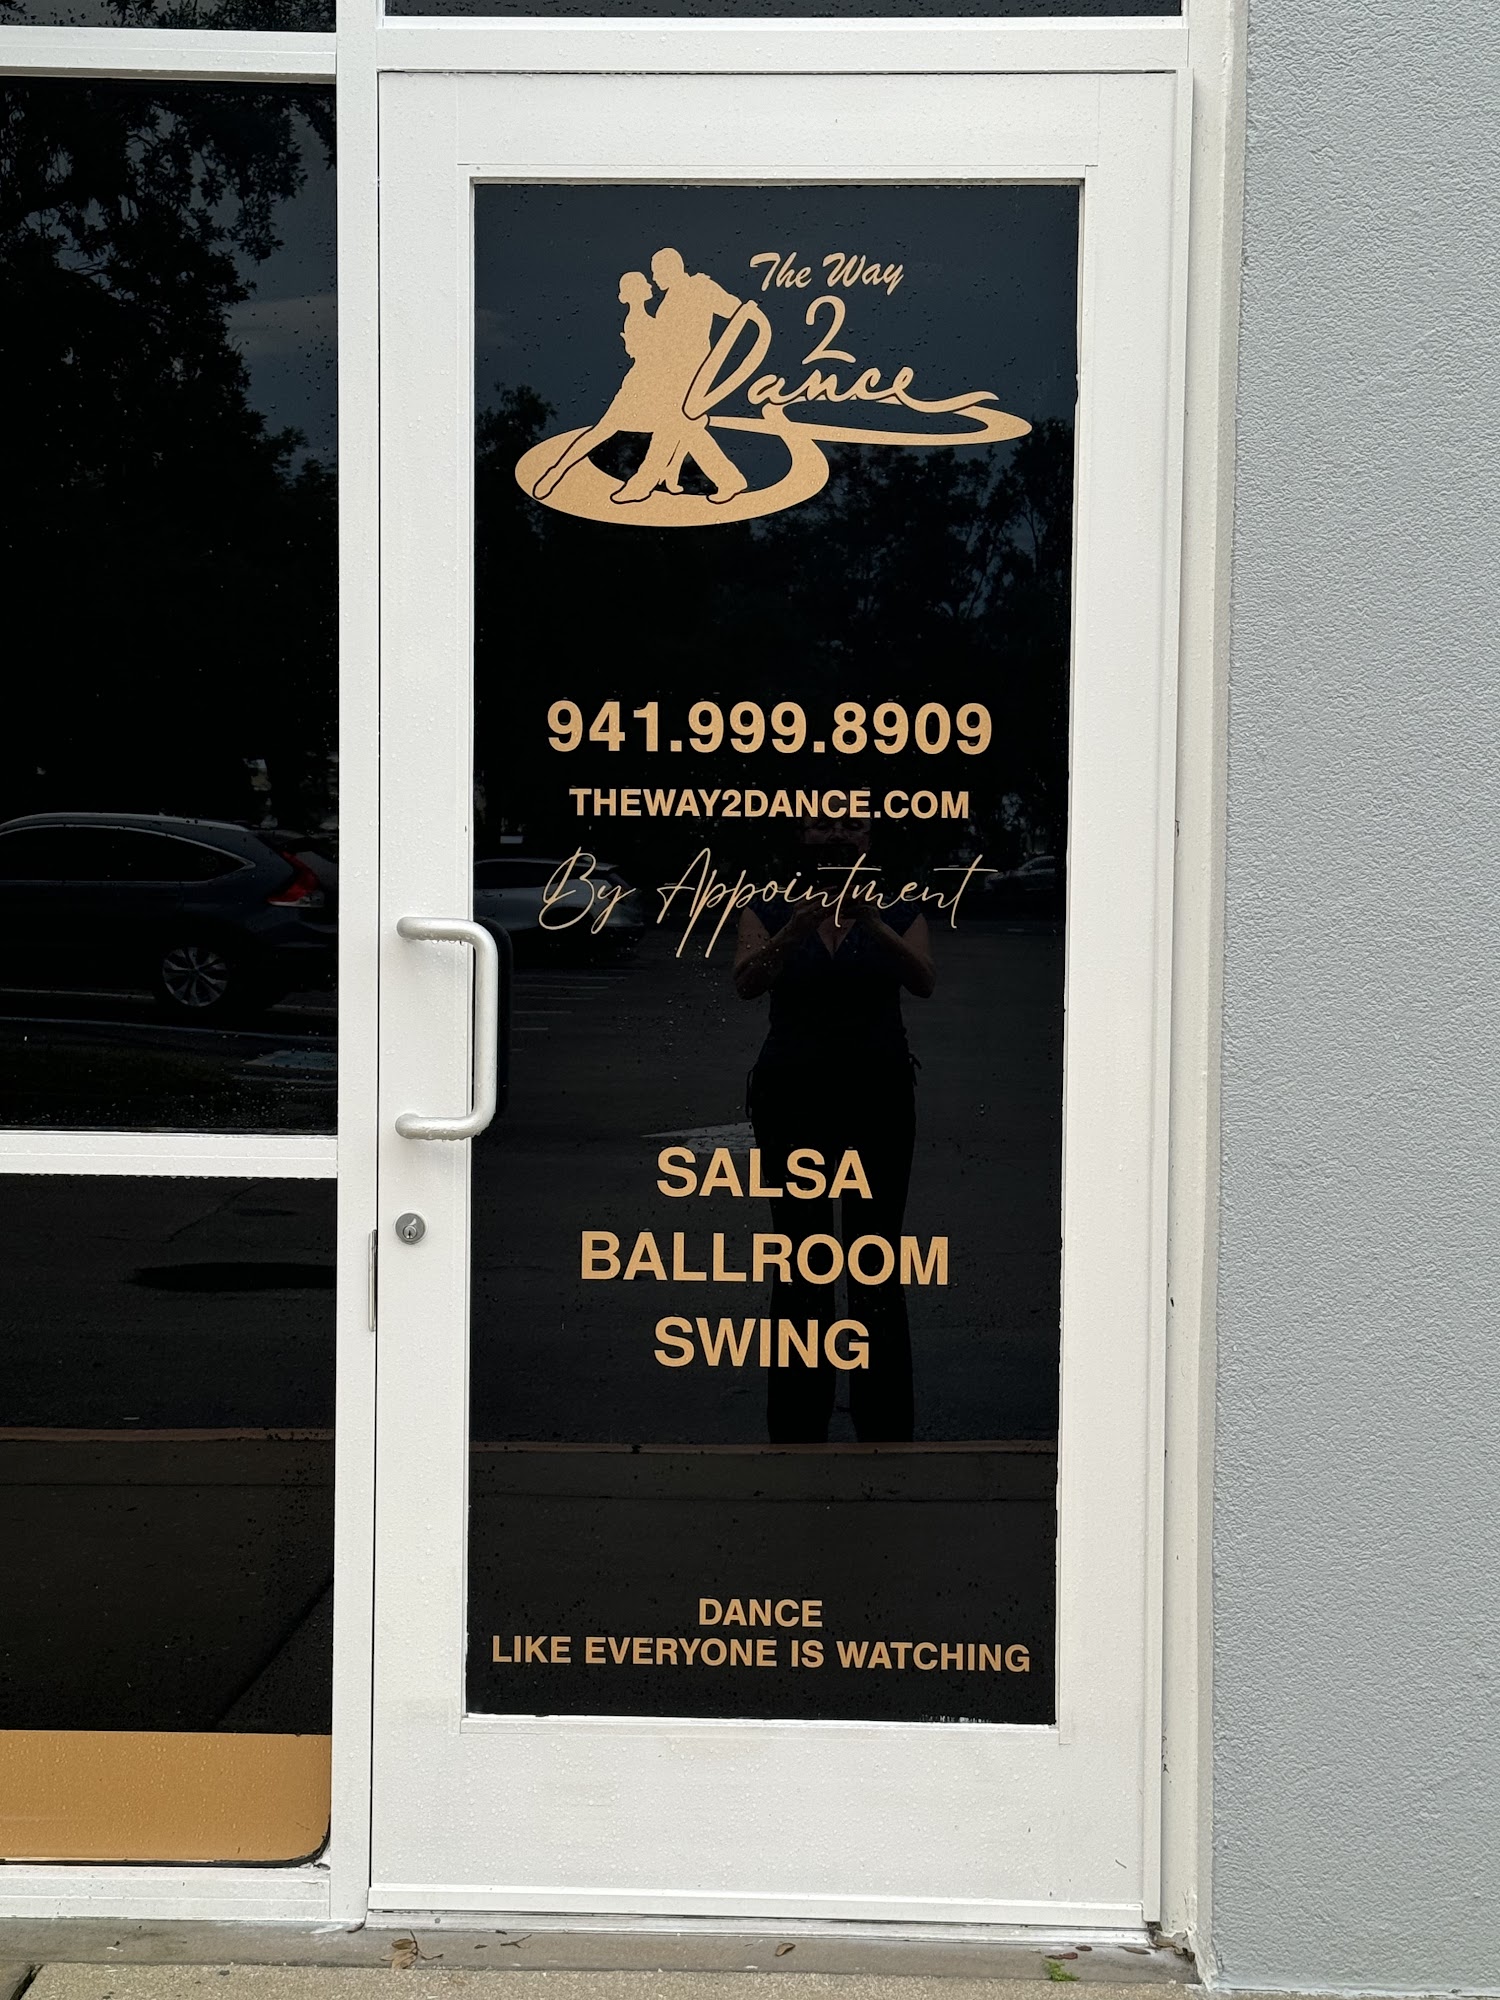 The Way
2
Dance
941.999.8909
THEWAY2DANCE.COM
By Appointment
SALSA
BALLROOM
SWING
DANCE
LIKE EVERYONE IS WATCHING